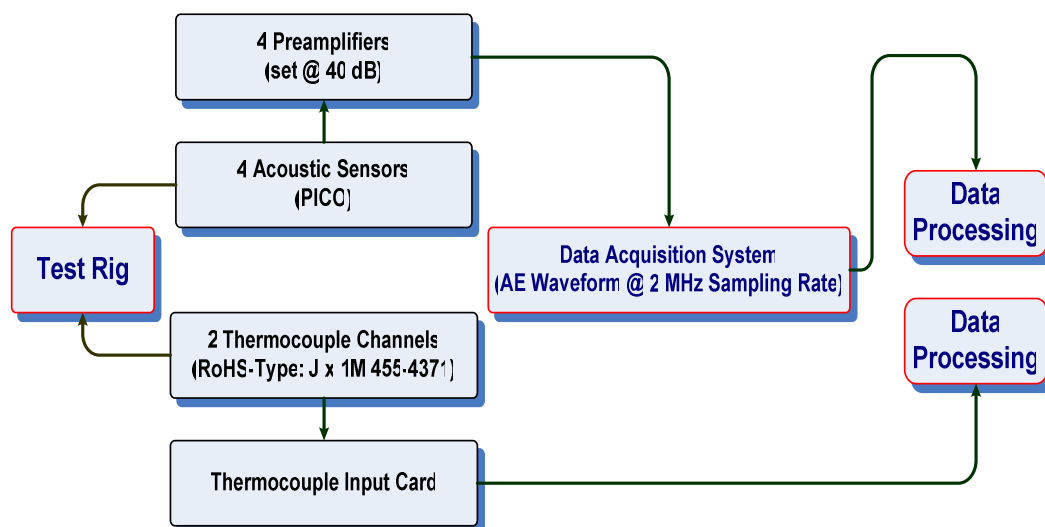 4 Preamplifiers
(set @ 40 dB)
4 Acoustic Sensors
(PICO)
Test Rig
Data Acquisition System
(AE Waveform @ 2 MHz Sampling Rate)
Data
Processing
2 Thermocouple Channels
(RoHS-Type: J x 1M 455-4371)
Data
Processing
Thermocouple Input Card